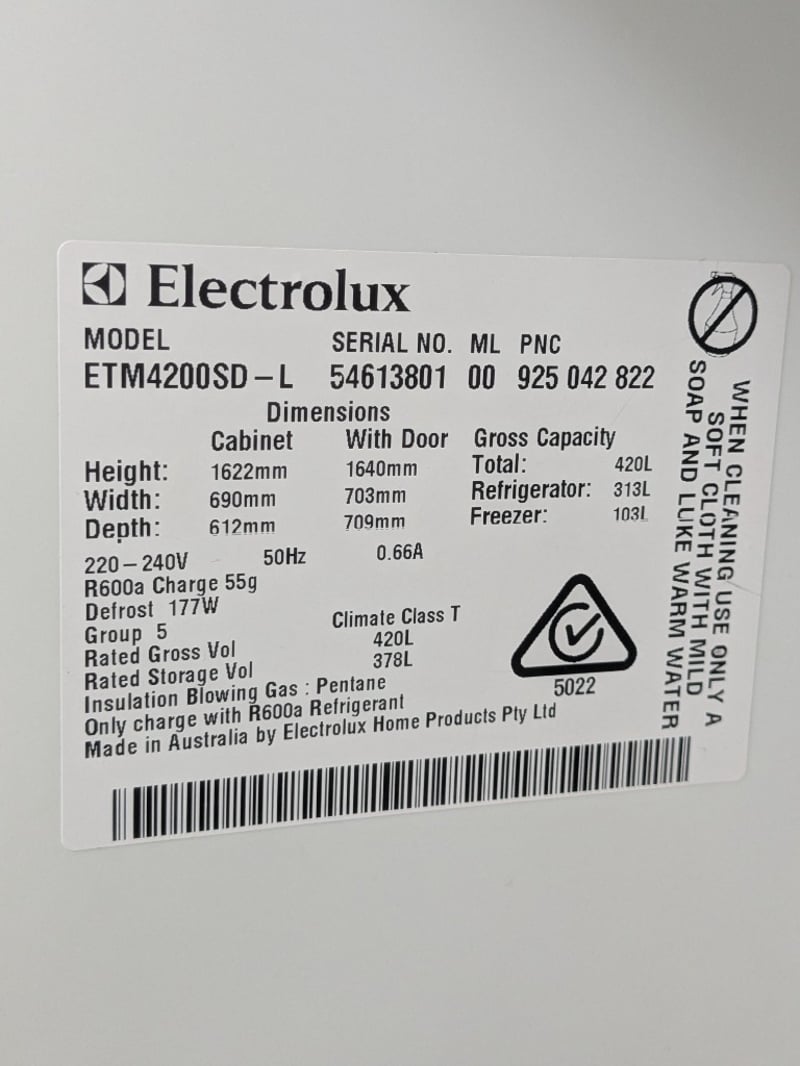 Electrolux
MODEL SERIAL NO. ML PNC
ETM4200SD-L 54613801 00 925 042 822
Dimensions
Cabinet With Door Gross Capacity
Height: 1622mm 1640mm Total: 420L
Width: 690mm 703mm Refrigerator: 313L
Depth: 612mm 709mm Freezer: 103L
220-240V 50Hz 0.66A
R600a Charge 55g
Defrost 177W
Group 5 Climate Class T
Rated Gross Vol 420L
Rated Storage Vol 378L
Insulation Blowing Gas : Pentane
Only charge with R600a Refrigerant
Made in Australia by Electrolux Home Products Pty Ltd
5022
WHEN CLEANING USE ONLY A
SOFT CLOTH WITH MILD
SOAP AND LUKE WARM WATER